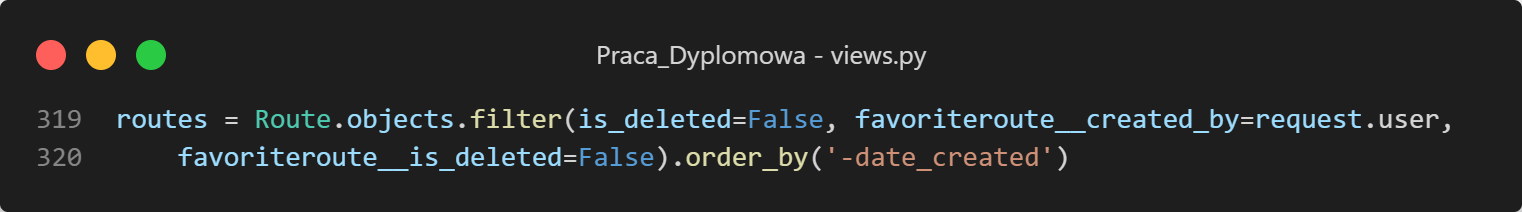 Praca_Dyplomowa - views.py
319 routes = Route.objects.filter(is_deleted=False, favoriteroute__created_by=request.user,
320     favoriteroute__is_deleted=False).order_by('-date_created')